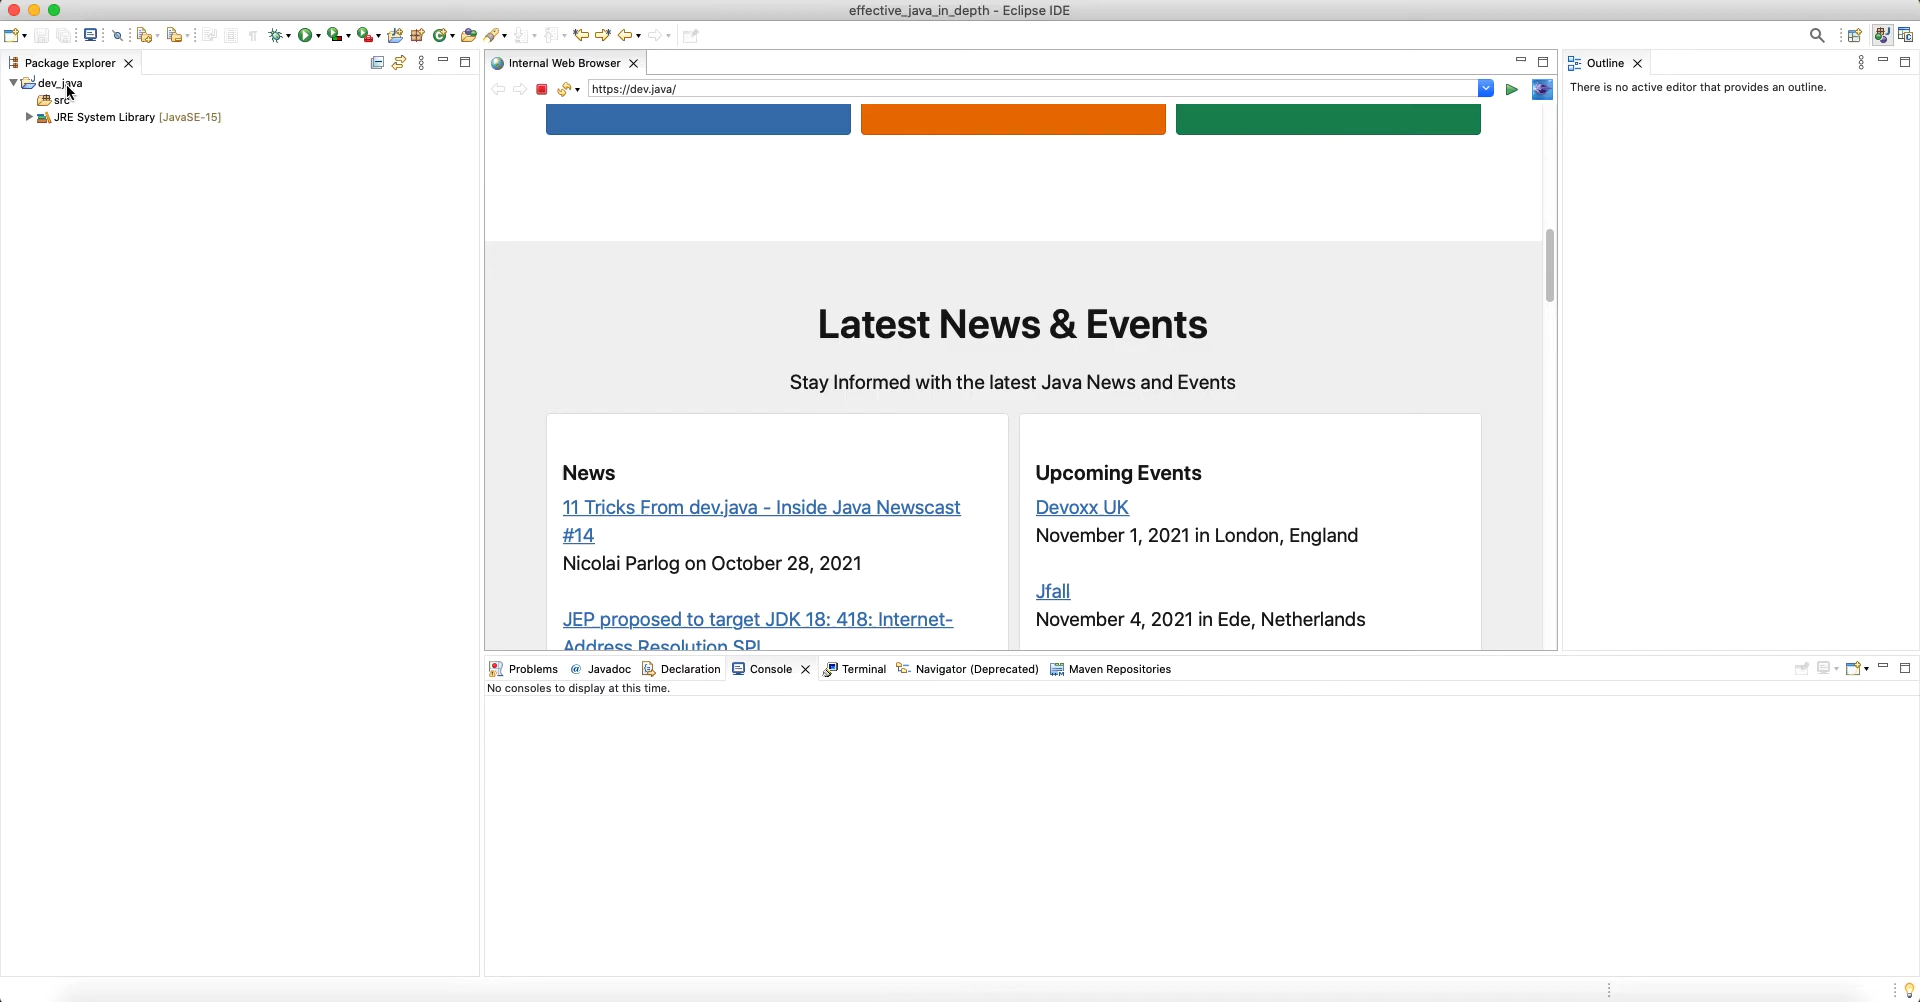 effective_java_in_depth - Eclipse IDE
Package Explorer
dev_java
src
JRE System Library [JavaSE-15]
Internal Web Browser
https://dev.java/
Latest News & Events
Stay Informed with the latest Java News and Events
News
11 Tricks From dev.java - Inside Java Newscast
#14
Nicolai Parlog on October 28, 2021
JEP proposed to target JDK 18: 418: Internet-
Address Resolution SPI
Upcoming Events
Devoxx UK
November 1, 2021 in London, England
Jfall
November 4, 2021 in Ede, Netherlands
Outline
There is no active editor that provides an outline.
Problems @ Javadoc Declaration Console Terminal Navigator (Deprecated) Maven Repositories
No consoles to display at this time.